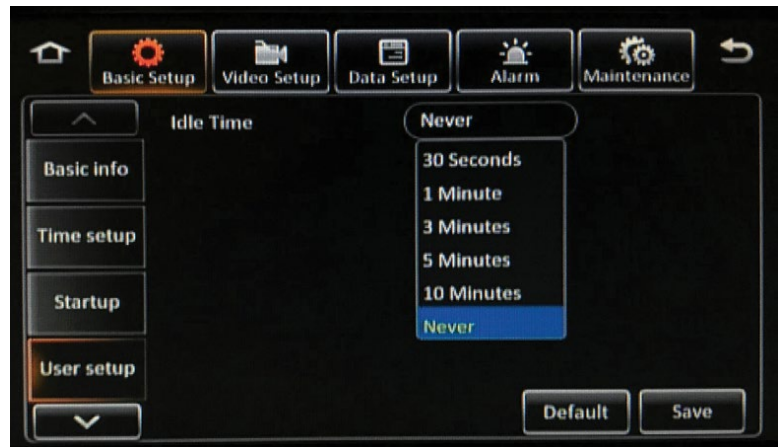 Basic Setup
Video Setup
Data Setup
Alarm
Maintenance
Idle Time
Never
Basic info
Time setup
Startup
User setup
30 Seconds
1 Minute
3 Minutes
5 Minutes
10 Minutes
Never
Default
Save